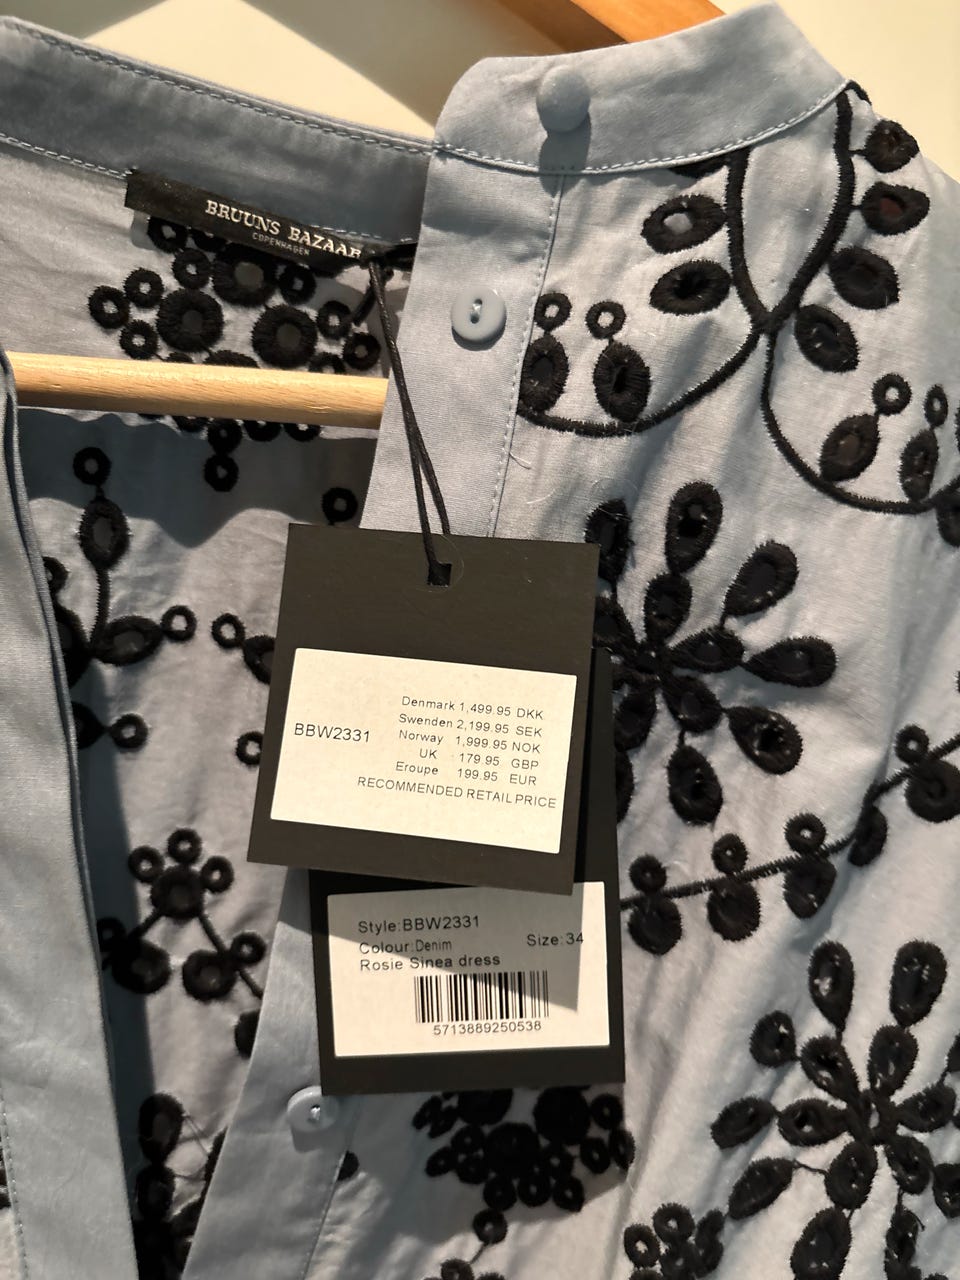 BRUUNS BAZAAR
COPENHAGEN
BBW2331
Denmark 1,499.95 DKK
Swenden 2,199.95 SEK
Norway 1,999.95 NOK
UK 179.95 GBP
Eroupe 199.95 EUR
RECOMMENDED RETAIL PRICE
Style:BBW2331
Colour:Denim Size:34
Rosie Sinea dress
5713889250538